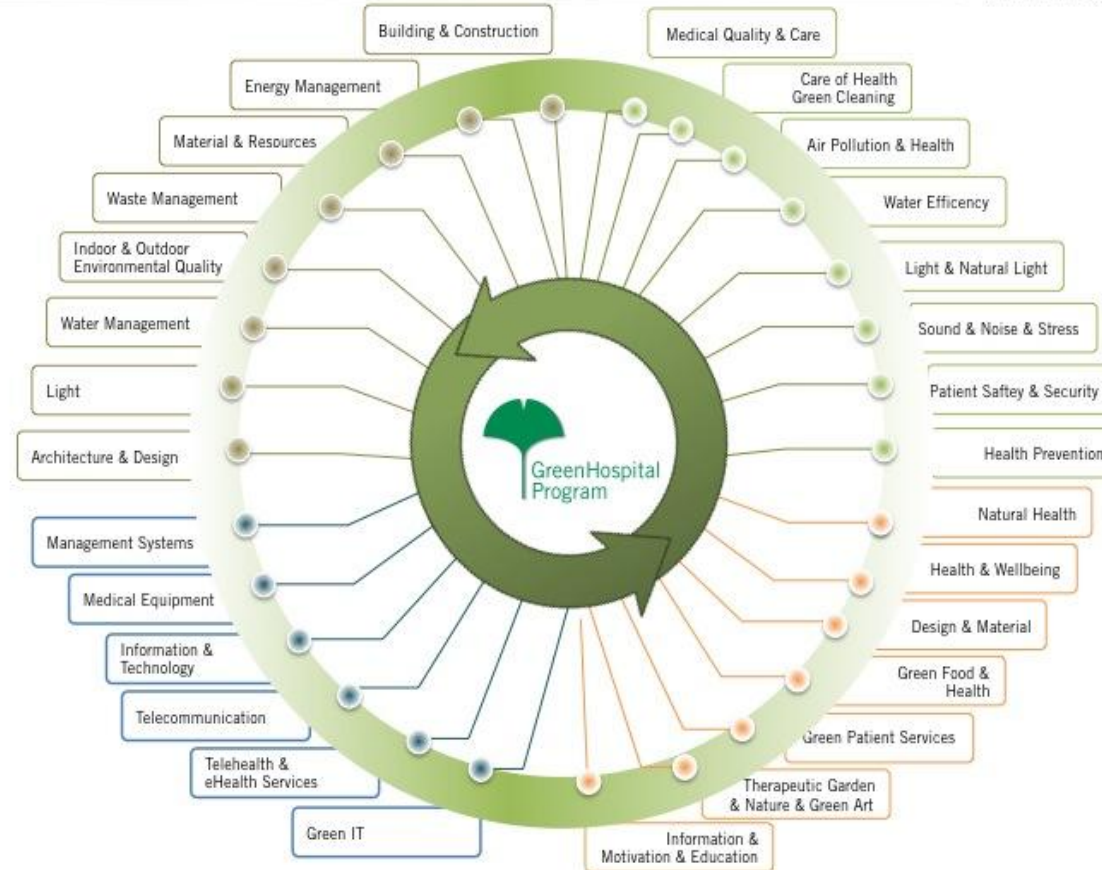 Building & Construction
Medical Quality & Care
Energy Management
Care of Health
Green Cleaning
Material & Resources
Air Pollution & Health
Waste Management
Water Efficency
Indoor & Outdoor
Environmental Quality
Light & Natural Light
Water Management
Sound & Noise & Stress
Light
Patient Saftey & Security
Architecture & Design
Health Prevention
GreenHospital
Program
Management Systems
Natural Health
Medical Equipment
Health & Wellbeing
Information &
Technology
Design & Material
Telecommunication
Green Food &
Health
Telehealth &
eHealth Services
Green Patient Services
Green IT
Therapeutic Garden
& Nature & Green Art
Information &
Motivation & Education